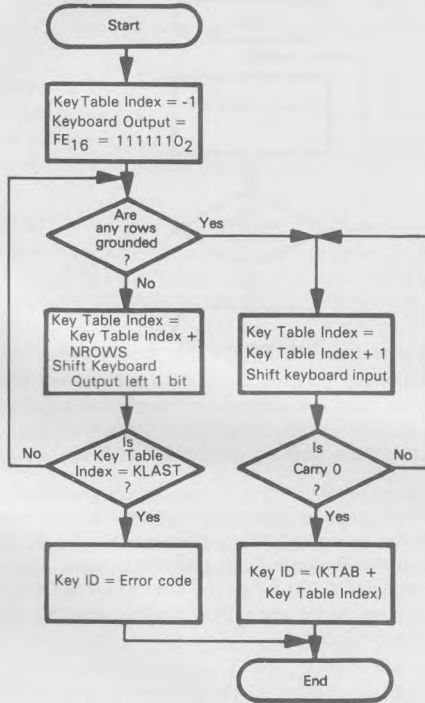 Start
Key Table Index = -1
Keyboard Output =
FE16 = 11111102
Are
any rows
grounded
?
Yes
No
Key Table Index =
Key Table Index +
NROWS
Shift Keyboard
Output left 1 bit
Key Table Index =
Key Table Index + 1
Shift keyboard input
No
Is
Key Table
Index = KLAST
?
Yes
Is
Carry 0
?
No
Yes
Key ID = Error code
Key ID = (KTAB +
Key Table Index)
End